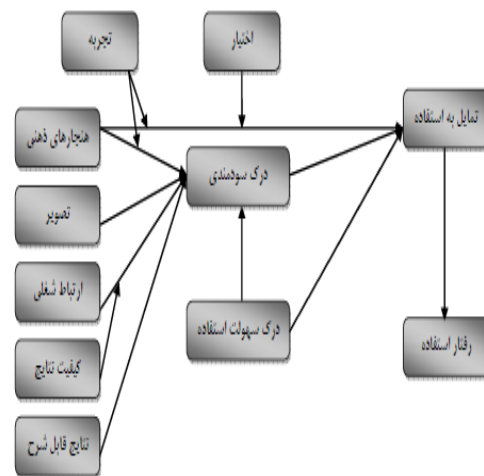 تجربه
اختیار
هنجارهای ذهنی
تمایل به استفاده
درک سودمندی
تصویر
ارتباط شغلی
درک سهولت استفاده
رفتار استفاده
کیفیت نتایج
نتایج قابل شرح